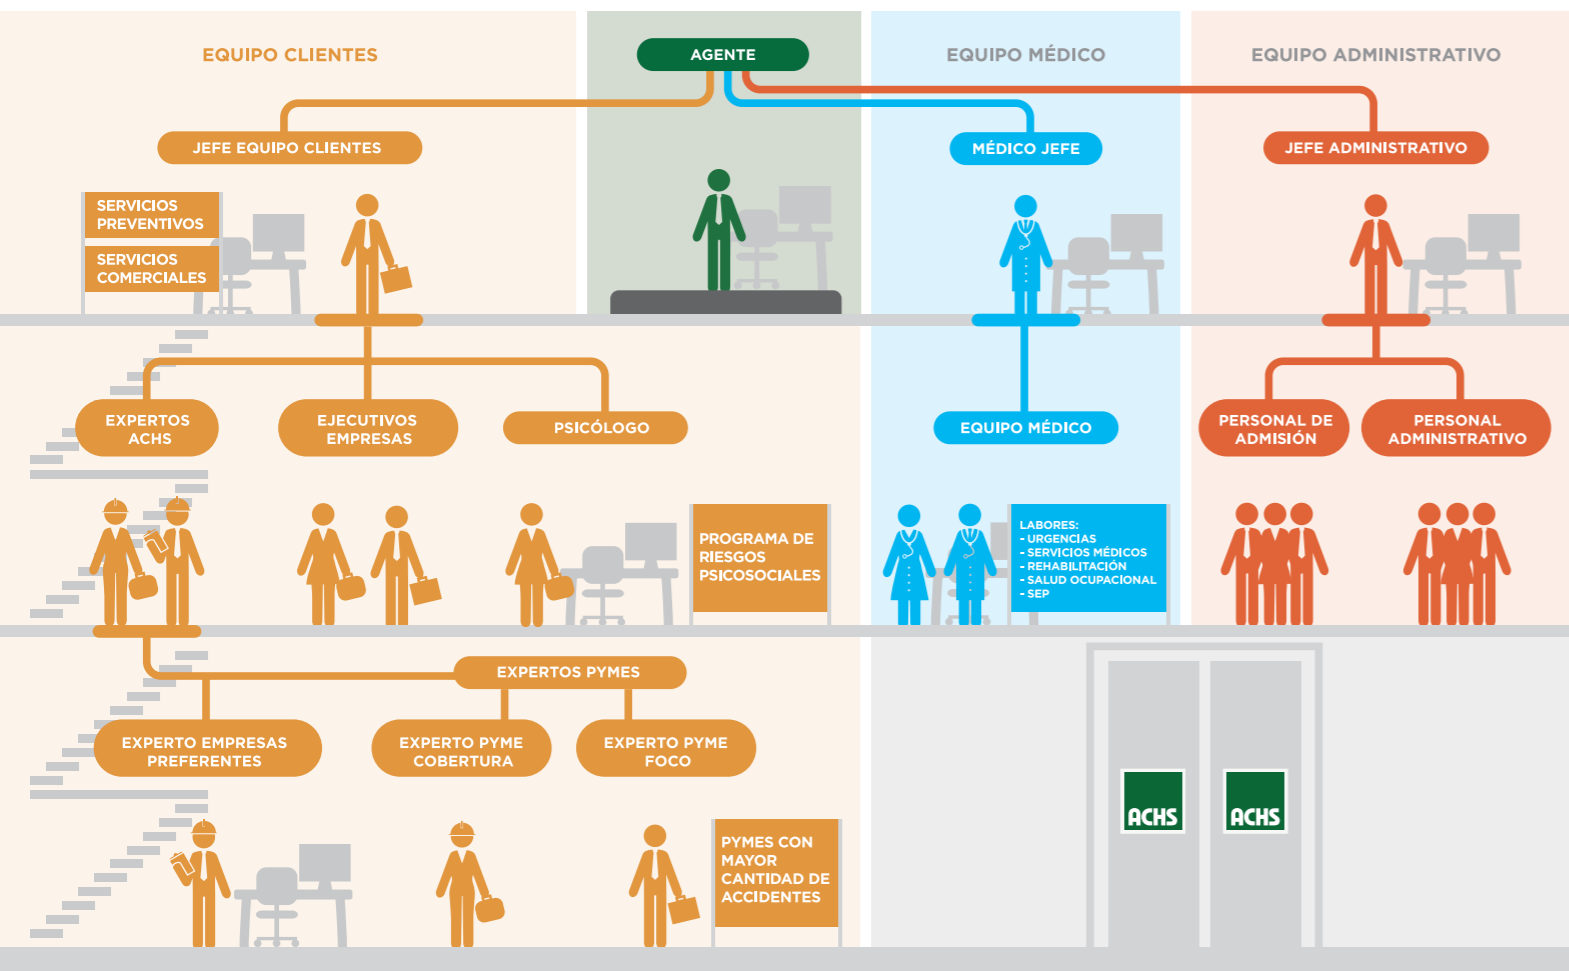 EQUIPO CLIENTES
AGENTE
EQUIPO MÉDICO
EQUIPO ADMINISTRATIVO
JEFE EQUIPO CLIENTES
MÉDICO JEFE
JEFE ADMINISTRATIVO
SERVICIOS
PREVENTIVOS
SERVICIOS
COMERCIALES
EXPERTOS
ACHS
EJECUTIVOS
EMPRESAS
PSICÓLOGO
EQUIPO MÉDICO
PERSONAL DE
ADMISIÓN
PERSONAL
ADMINISTRATIVO
PROGRAMA DE
RIESGOS
PSICOSOCIALES
LABORES:
- URGENCIAS
- SERVICIOS MÉDICOS
- REHABILITACIÓN
- SALUD OCUPACIONAL
- SEP
EXPERTOS PYMES
EXPERTO EMPRESAS
PREFERENTES
EXPERTO PYME
COBERTURA
EXPERTO PYME
FOCO
PYMES CON
MAYOR
CANTIDAD DE
ACCIDENTES
ACHS
ACHS